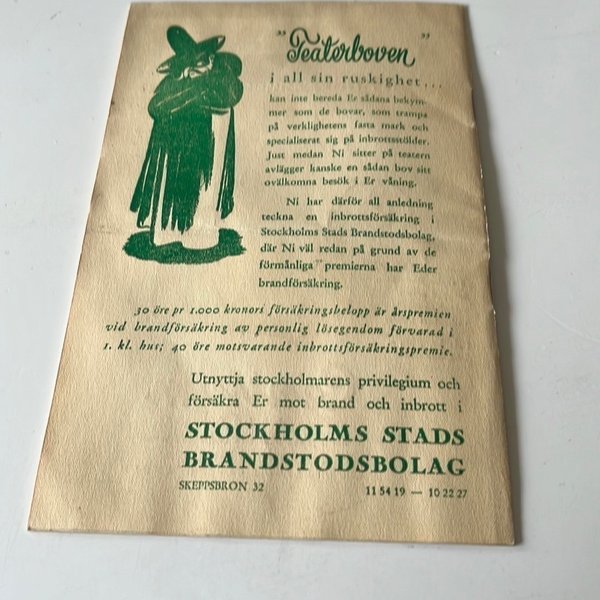 "Teaterboven"
i all sin ruskighet...
kan inte bereda Er sådana bekym-
mer som de bovar, som trampa
på verklighetens fasta mark och
specialiserat sig på inbrottsstölder.
Just medan Ni sitter på teatern
avlägger kanske en sådan bov sitt
ovälkomna besök i Er våning.
Ni har därför all anledning
teckna en inbrottsförsäkring i
Stockholms Stads Brandstodsbolag,
där Ni väl redan på grund av de
förmånliga premierna har Eder
brandförsäkring.
30 öre pr 1.000 kronors försäkringsbelopp är årspremien
vid brandförsäkring av personlig lösegendom förvarad i
1. kl. hus; 40 öre motsvarande inbrottsförsäkringspremie.
Utnyttja stockholmarens privilegium och
försäkra Er mot brand och inbrott i
STOCKHOLMS STADS
BRANDSTODSBOLAG
SKEPPSBRON 32 11 54 19 — 10 22 27